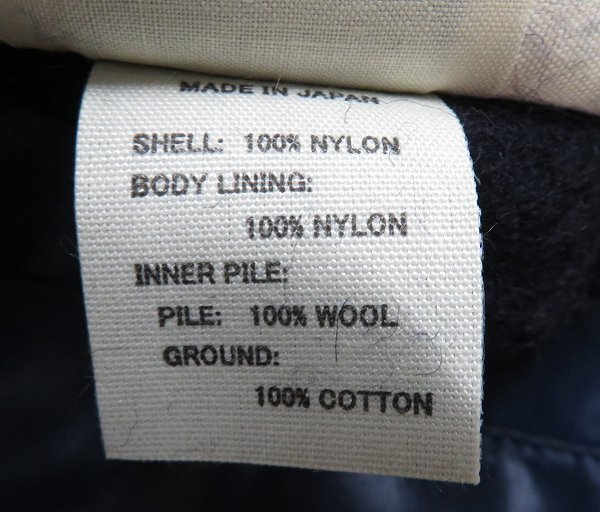 MADE IN JAPAN
SHELL: 100% NYLON
BODY LINING:
100% NYLON
INNER PILE:
PILE: 100% WOOL
GROUND:
100% COTTON